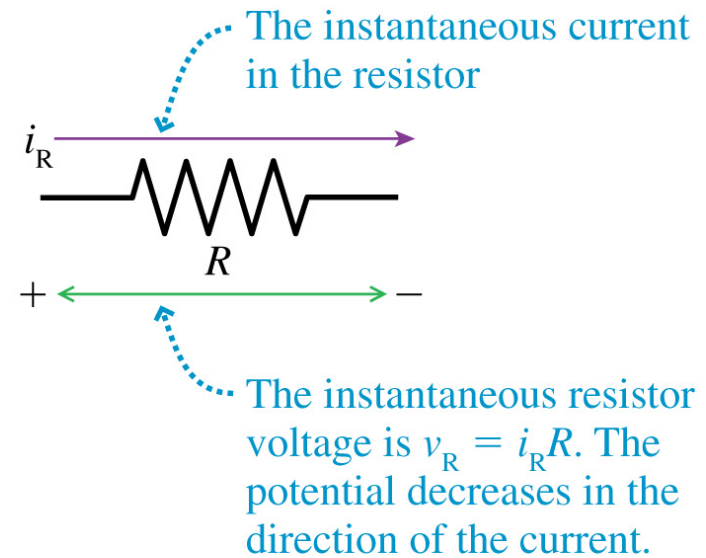 The instantaneous current
in the resistor
i_R
R
+ −
The instantaneous resistor
voltage is v_R = i_R R. The
potential decreases in the
direction of the current.